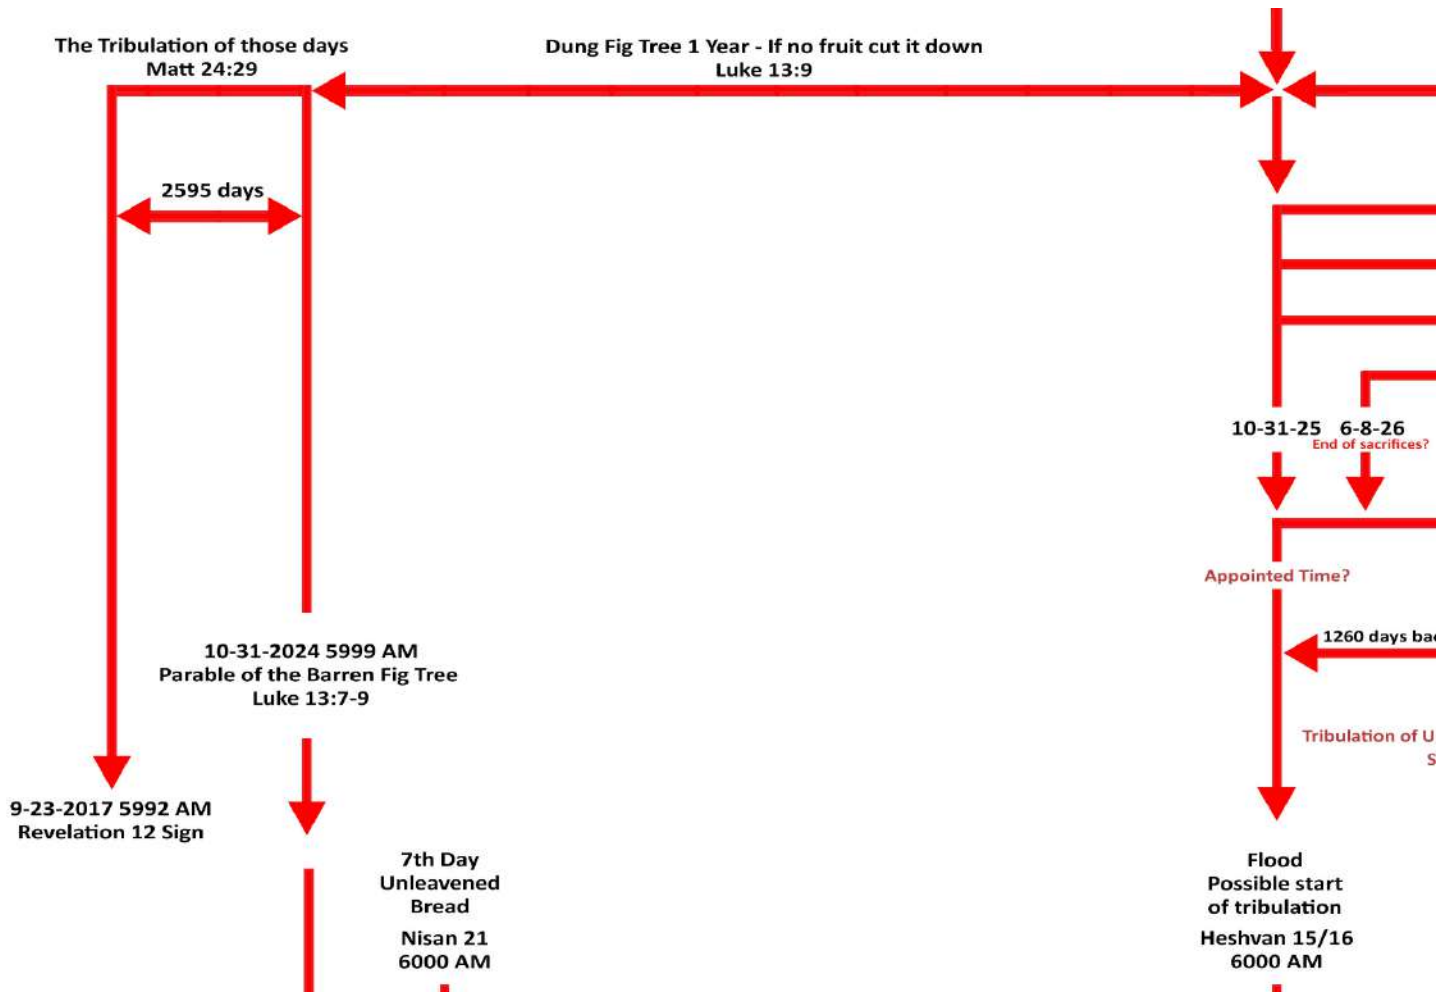 The Tribulation of those days
Matt 24:29
Dung Fig Tree 1 Year - If no fruit cut it down
Luke 13:9
2595 days
10-31-25
6-8-26
End of sacrifices?
Appointed Time?
1260 days
10-31-2024 5999 AM
Parable of the Barren Fig Tree
Luke 13:7-9
Tribulation of
9-23-2017 5992 AM
Revelation 12 Sign
7th Day
Unleavened
Bread
Nisan 21
6000 AM
Flood
Possible start
of tribulation
Heshvan 15/16
6000 AM